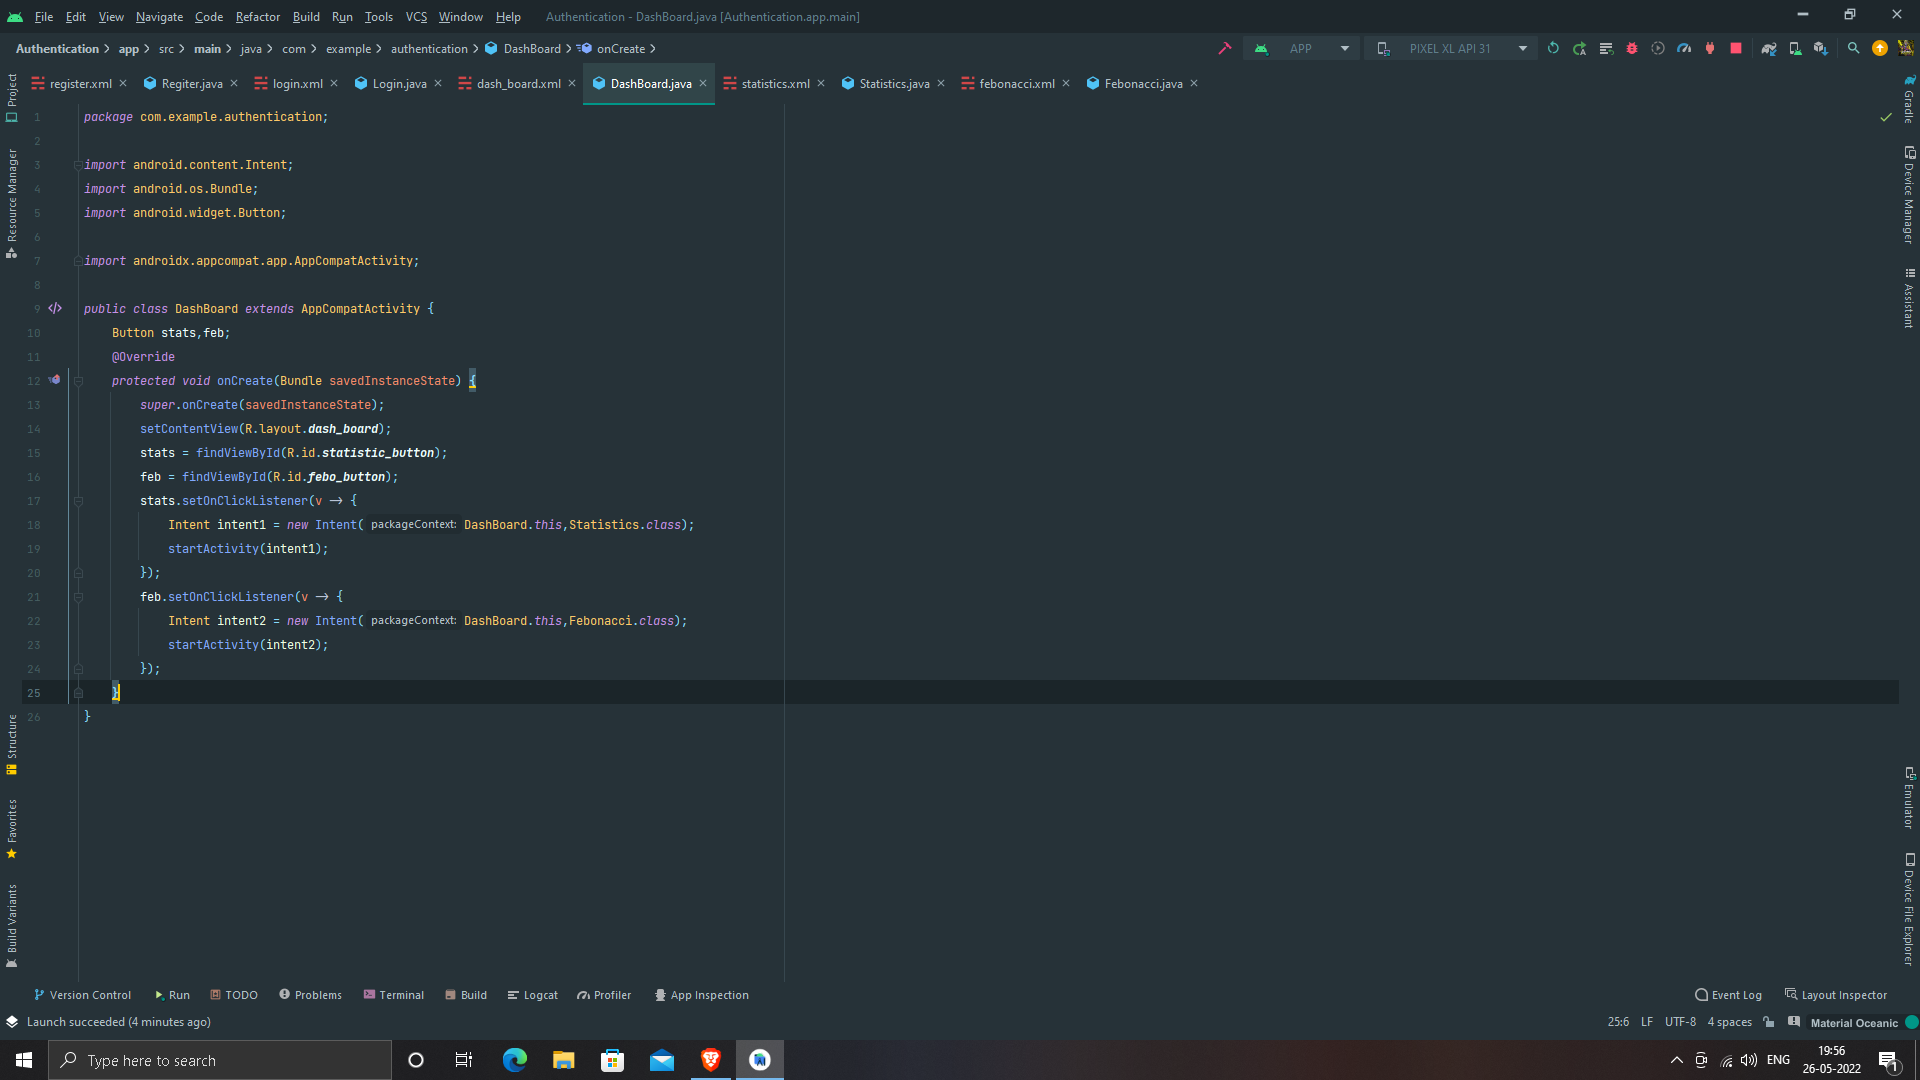 File Edit View Navigate Code Refactor Build Run Tools VCS Window Help Authentication - DashBoard.java [Authentication.app.main]
Authentication app src main java com example authentication DashBoard onCreate APP PIXEL XL API 31
register.xml Regiter.java login.xml Login.java dash_board.xml DashBoard.java statistics.xml Statistics.java febonacci.xml Febonacci.java
Project
Resource Manager
Structure
Favorites
Build Variants
1 package com.example.authentication;
2
3 import android.content.Intent;
4 import android.os.Bundle;
5 import android.widget.Button;
6
7 import androidx.appcompat.app.AppCompatActivity;
8
9 public class DashBoard extends AppCompatActivity {
10 Button stats,feb;
11 @Override
12 protected void onCreate(Bundle savedInstanceState) {
13 super.onCreate(savedInstanceState);
14 setContentView(R.layout.dash_board);
15 stats = findViewById(R.id.statistic_button);
16 feb = findViewById(R.id.febo_button);
17 stats.setOnClickListener(v → {
18 Intent intent1 = new Intent( packageContext: DashBoard.this,Statistics.class);
19 startActivity(intent1);
20 });
21 feb.setOnClickListener(v → {
22 Intent intent2 = new Intent( packageContext: DashBoard.this,Febonacci.class);
23 startActivity(intent2);
24 });
25 }
26 }
Gradle
Device Manager
Assistant
Emulator
Device File Explorer
Version Control Run TODO Problems Terminal Build Logcat Profiler App Inspection Event Log Layout Inspector
Launch succeeded (4 minutes ago) 25:6 LF UTF-8 4 spaces Material Oceanic
Type here to search ENG 19:56
26-05-2022 1